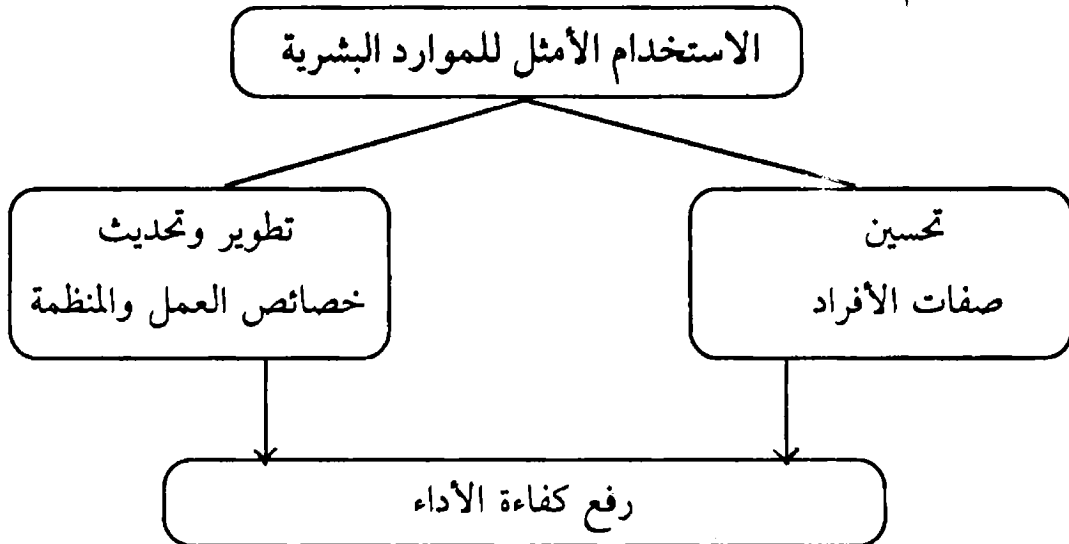 الاستخدام الأمثل للموارد البشرية
تحسين
صفات الأفراد
تطوير وتحديث
خصائص العمل والمنظمة
رفع كفاءة الأداء